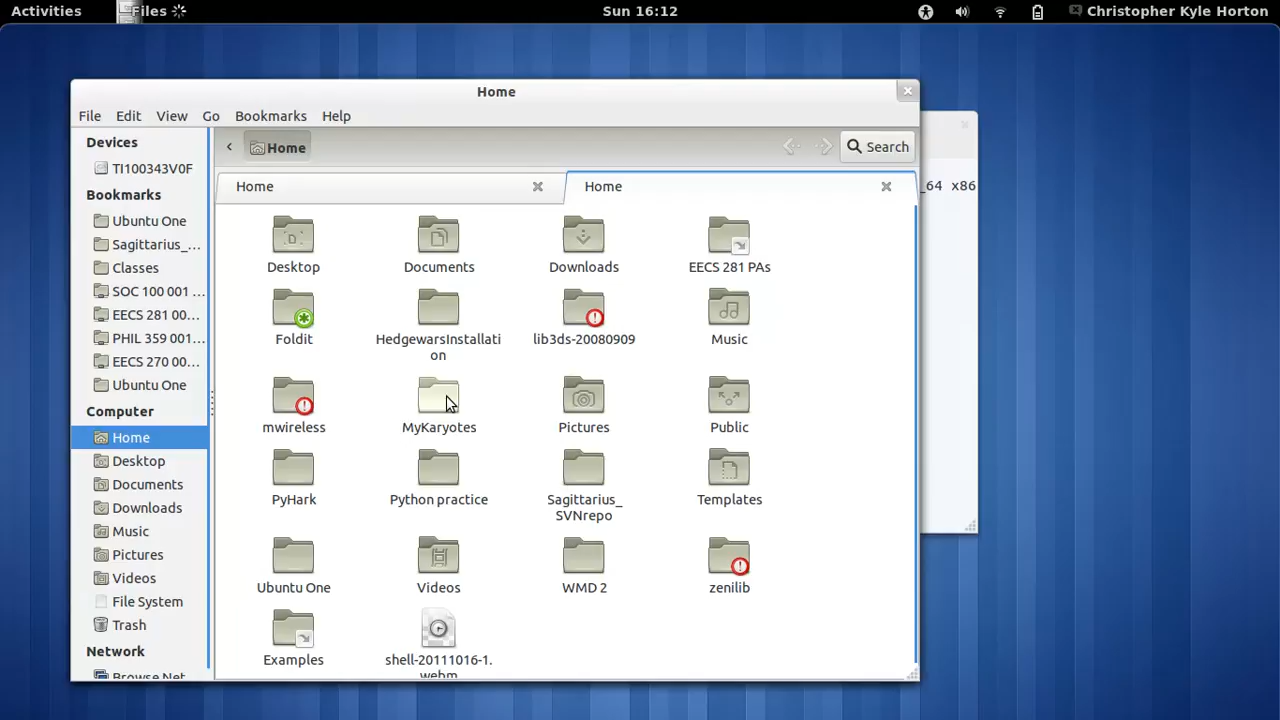 Activities
Files
Sun 16:12
Christopher Kyle Horton
Home
File Edit View Go Bookmarks Help
Devices
TI100343V0F
Bookmarks
Ubuntu One
Sagittarius_...
Classes
SOC 100 001 ...
EECS 281 00...
PHIL 359 001...
EECS 270 00...
Ubuntu One
Computer
Home
Desktop
Documents
Downloads
Music
Pictures
Videos
File System
Trash
Network
Browse Net...
Home
Search
Home
Home
Desktop
Documents
Downloads
EECS 281 PAs
Foldit
HedgewarsInstallati
on
lib3ds-20080909
Music
mwireless
MyKaryotes
Pictures
Public
PyHark
Python practice
Sagittarius_
SVNrepo
Templates
Ubuntu One
Videos
WMD 2
zenilib
Examples
shell-20111016-1.
webm
_64 x86